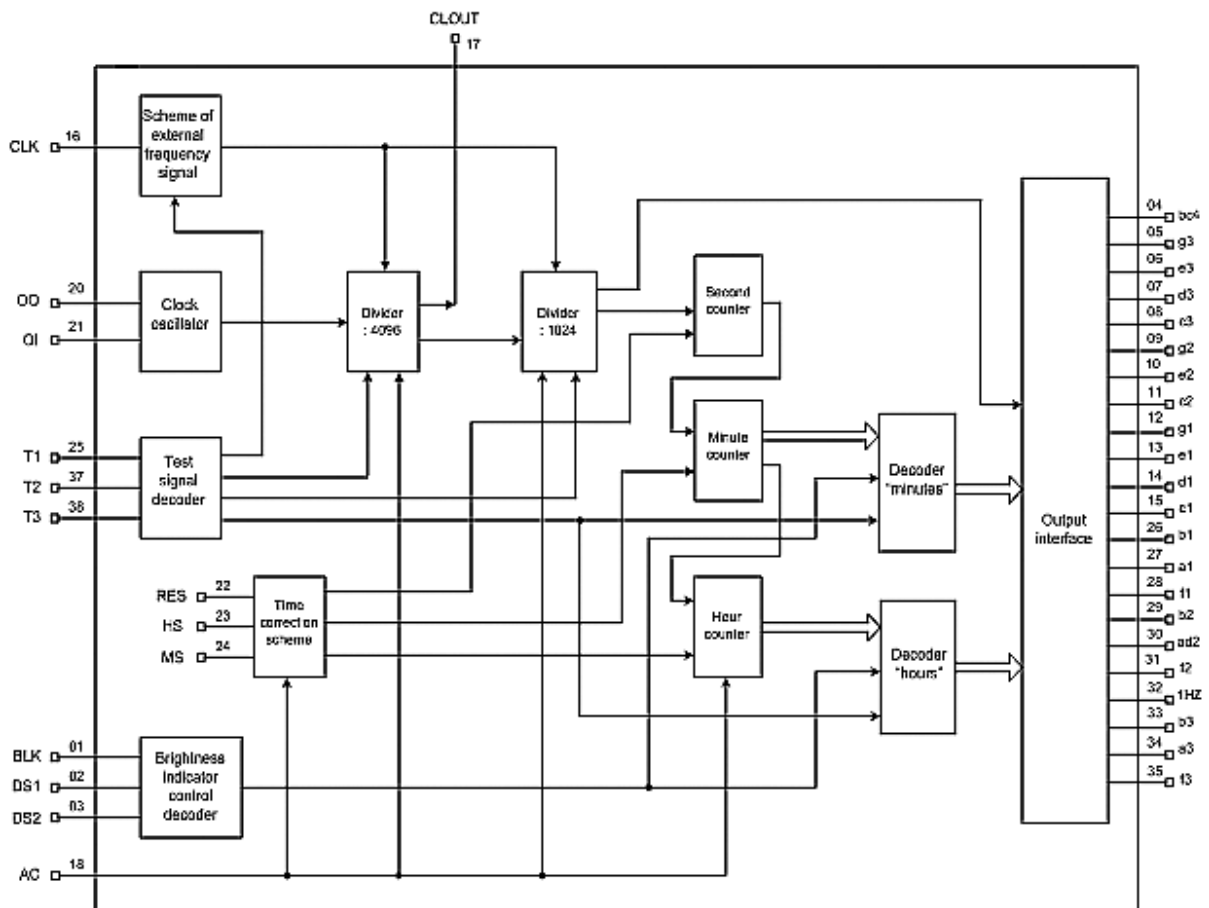 CLOUT
17
CLK
16
Scheme of
external
frequency
signal
OO
20
OI
21
Clock
oscillator
Divider
: 4096
Divider
: 1024
Second
counter
T1
25
T2
37
T3
38
Test
signal
decoder
Minute
counter
Decoder
"minutes"
RES
22
HS
23
MS
24
Time
correction
scheme
Hour
counter
Decoder
"hours"
BLK
01
DS1
02
DS2
03
Brighiness
indicator
control
decoder
AC
18
Output
interface
04
bc4
05
g3
06
e3
07
d3
08
c3
09
g2
10
e2
11
c2
12
g1
13
e1
14
d1
15
c1
26
b1
27
a1
28
f1
29
b2
30
ad2
31
f2
32
1HZ
33
b3
34
a3
35
f3